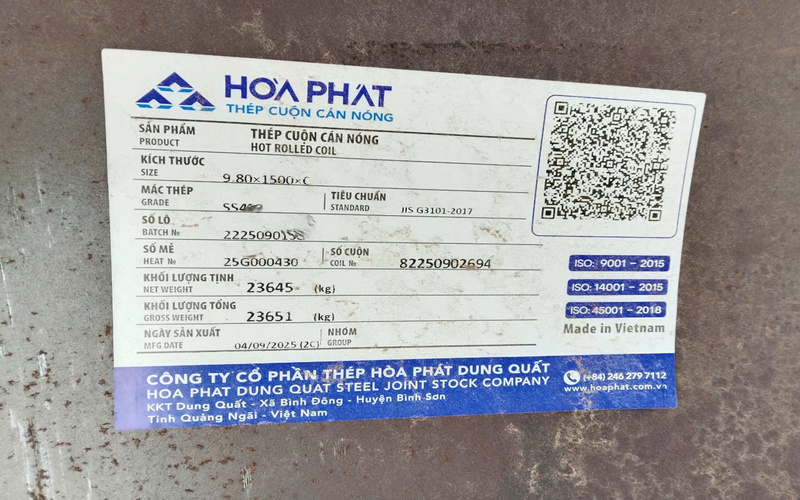 HÒA PHÁT
THÉP CUỘN CÁN NÓNG
SẢN PHẨM THÉP CUỘN CÁN NÓNG
PRODUCT HOT ROLLED COIL
KÍCH THƯỚC
SIZE 9.80×1500×C
MÁC THÉP TIÊU CHUẨN
GRADE STANDARD JIS G3101-2017
SỐ LÔ
BATCH №
SỐ MẺ SỐ CUỘN
HEAT № 25G000430 COIL № 82250902694
KHỐI LƯỢNG TỊNH
NET WEIGHT 23645 (kg)
KHỐI LƯỢNG TỔNG
GROSS WEIGHT 23651 (kg)
NGÀY SẢN XUẤT NHÓM
MFG DATE 04/09/2025 (2C) GROUP
ISO: 9001 – 2015
ISO: 14001 – 2015
ISO: 45001 – 2018
Made in Vietnam
CÔNG TY CỔ PHẦN THÉP HÒA PHÁT DUNG QUẤT
HOA PHAT DUNG QUAT STEEL JOINT STOCK COMPANY
KKT Dung Quất - Xã Bình Đông - Huyện Bình Sơn
Tỉnh Quảng Ngãi - Việt Nam
(+84) 246 279 7112
www.hoaphat.com.vn